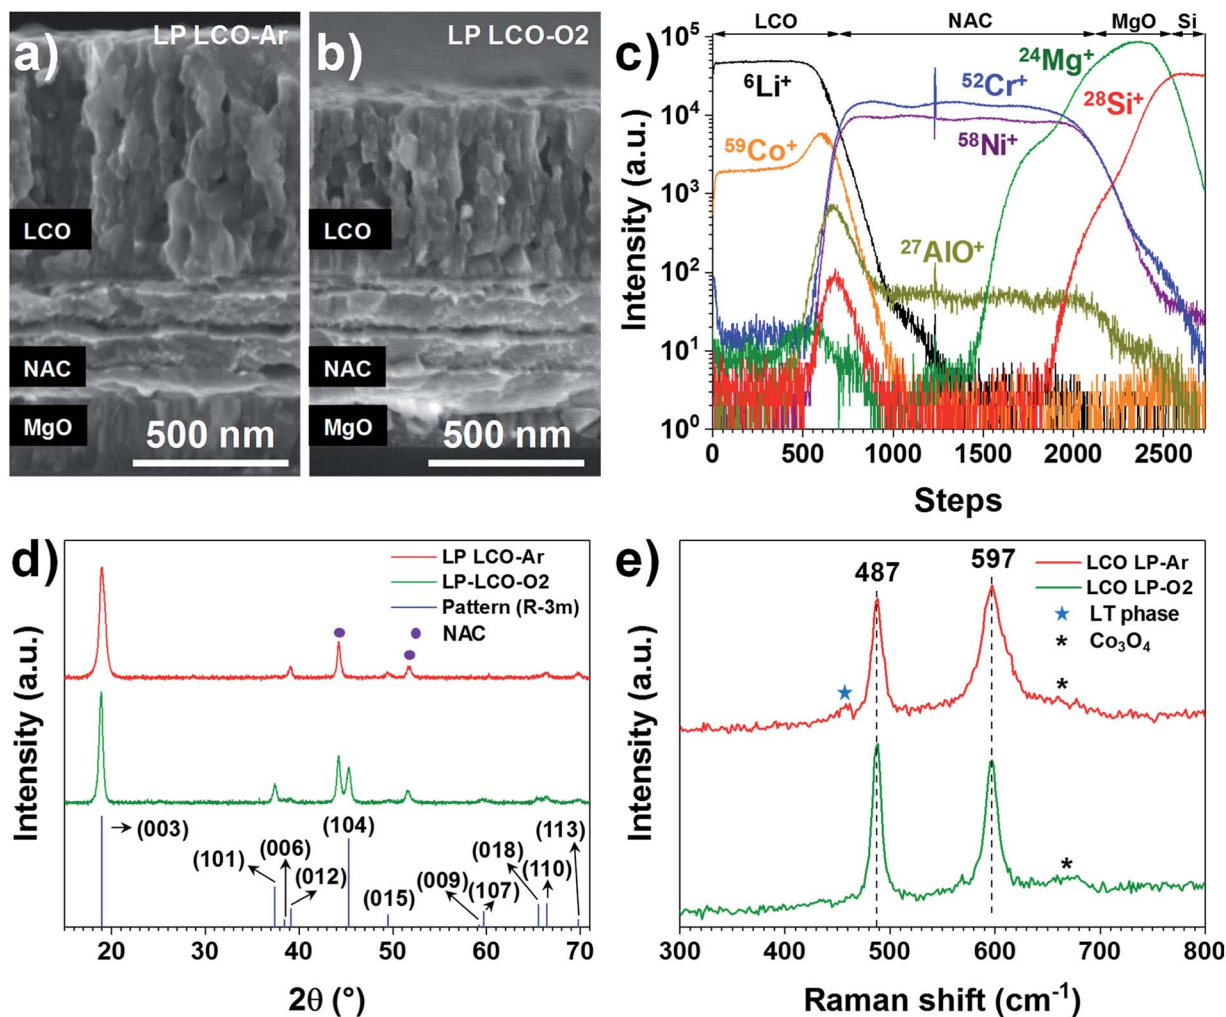 a)
LP LCO-Ar
LCO
NAC
MgO
500 nm
b)
LP LCO-O2
LCO
NAC
MgO
500 nm
c)
LCO
NAC
MgO
Si
10⁵
10⁴
10³
10²
10¹
10⁰
Intensity (a.u.)
⁶Li⁺
⁵²Cr⁺
²⁴Mg⁺
²⁸Si⁺
⁵⁹Co⁺
⁵⁸Ni⁺
²⁷AlO⁺
0
500
1000
1500
2000
2500
Steps
d)
LP LCO-Ar
LP-LCO-O2
Pattern (R-3m)
NAC
Intensity (a.u.)
(003)
(101)
(006)
(012)
(104)
(015)
(009)
(107)
(018)
(110)
(113)
20
30
40
50
60
70
2θ (°)
e)
487
597
LCO LP-Ar
LCO LP-O2
LT phase
* Co₃O₄
*
*
Intensity (a.u.)
300
400
500
600
700
800
Raman shift (cm⁻¹)